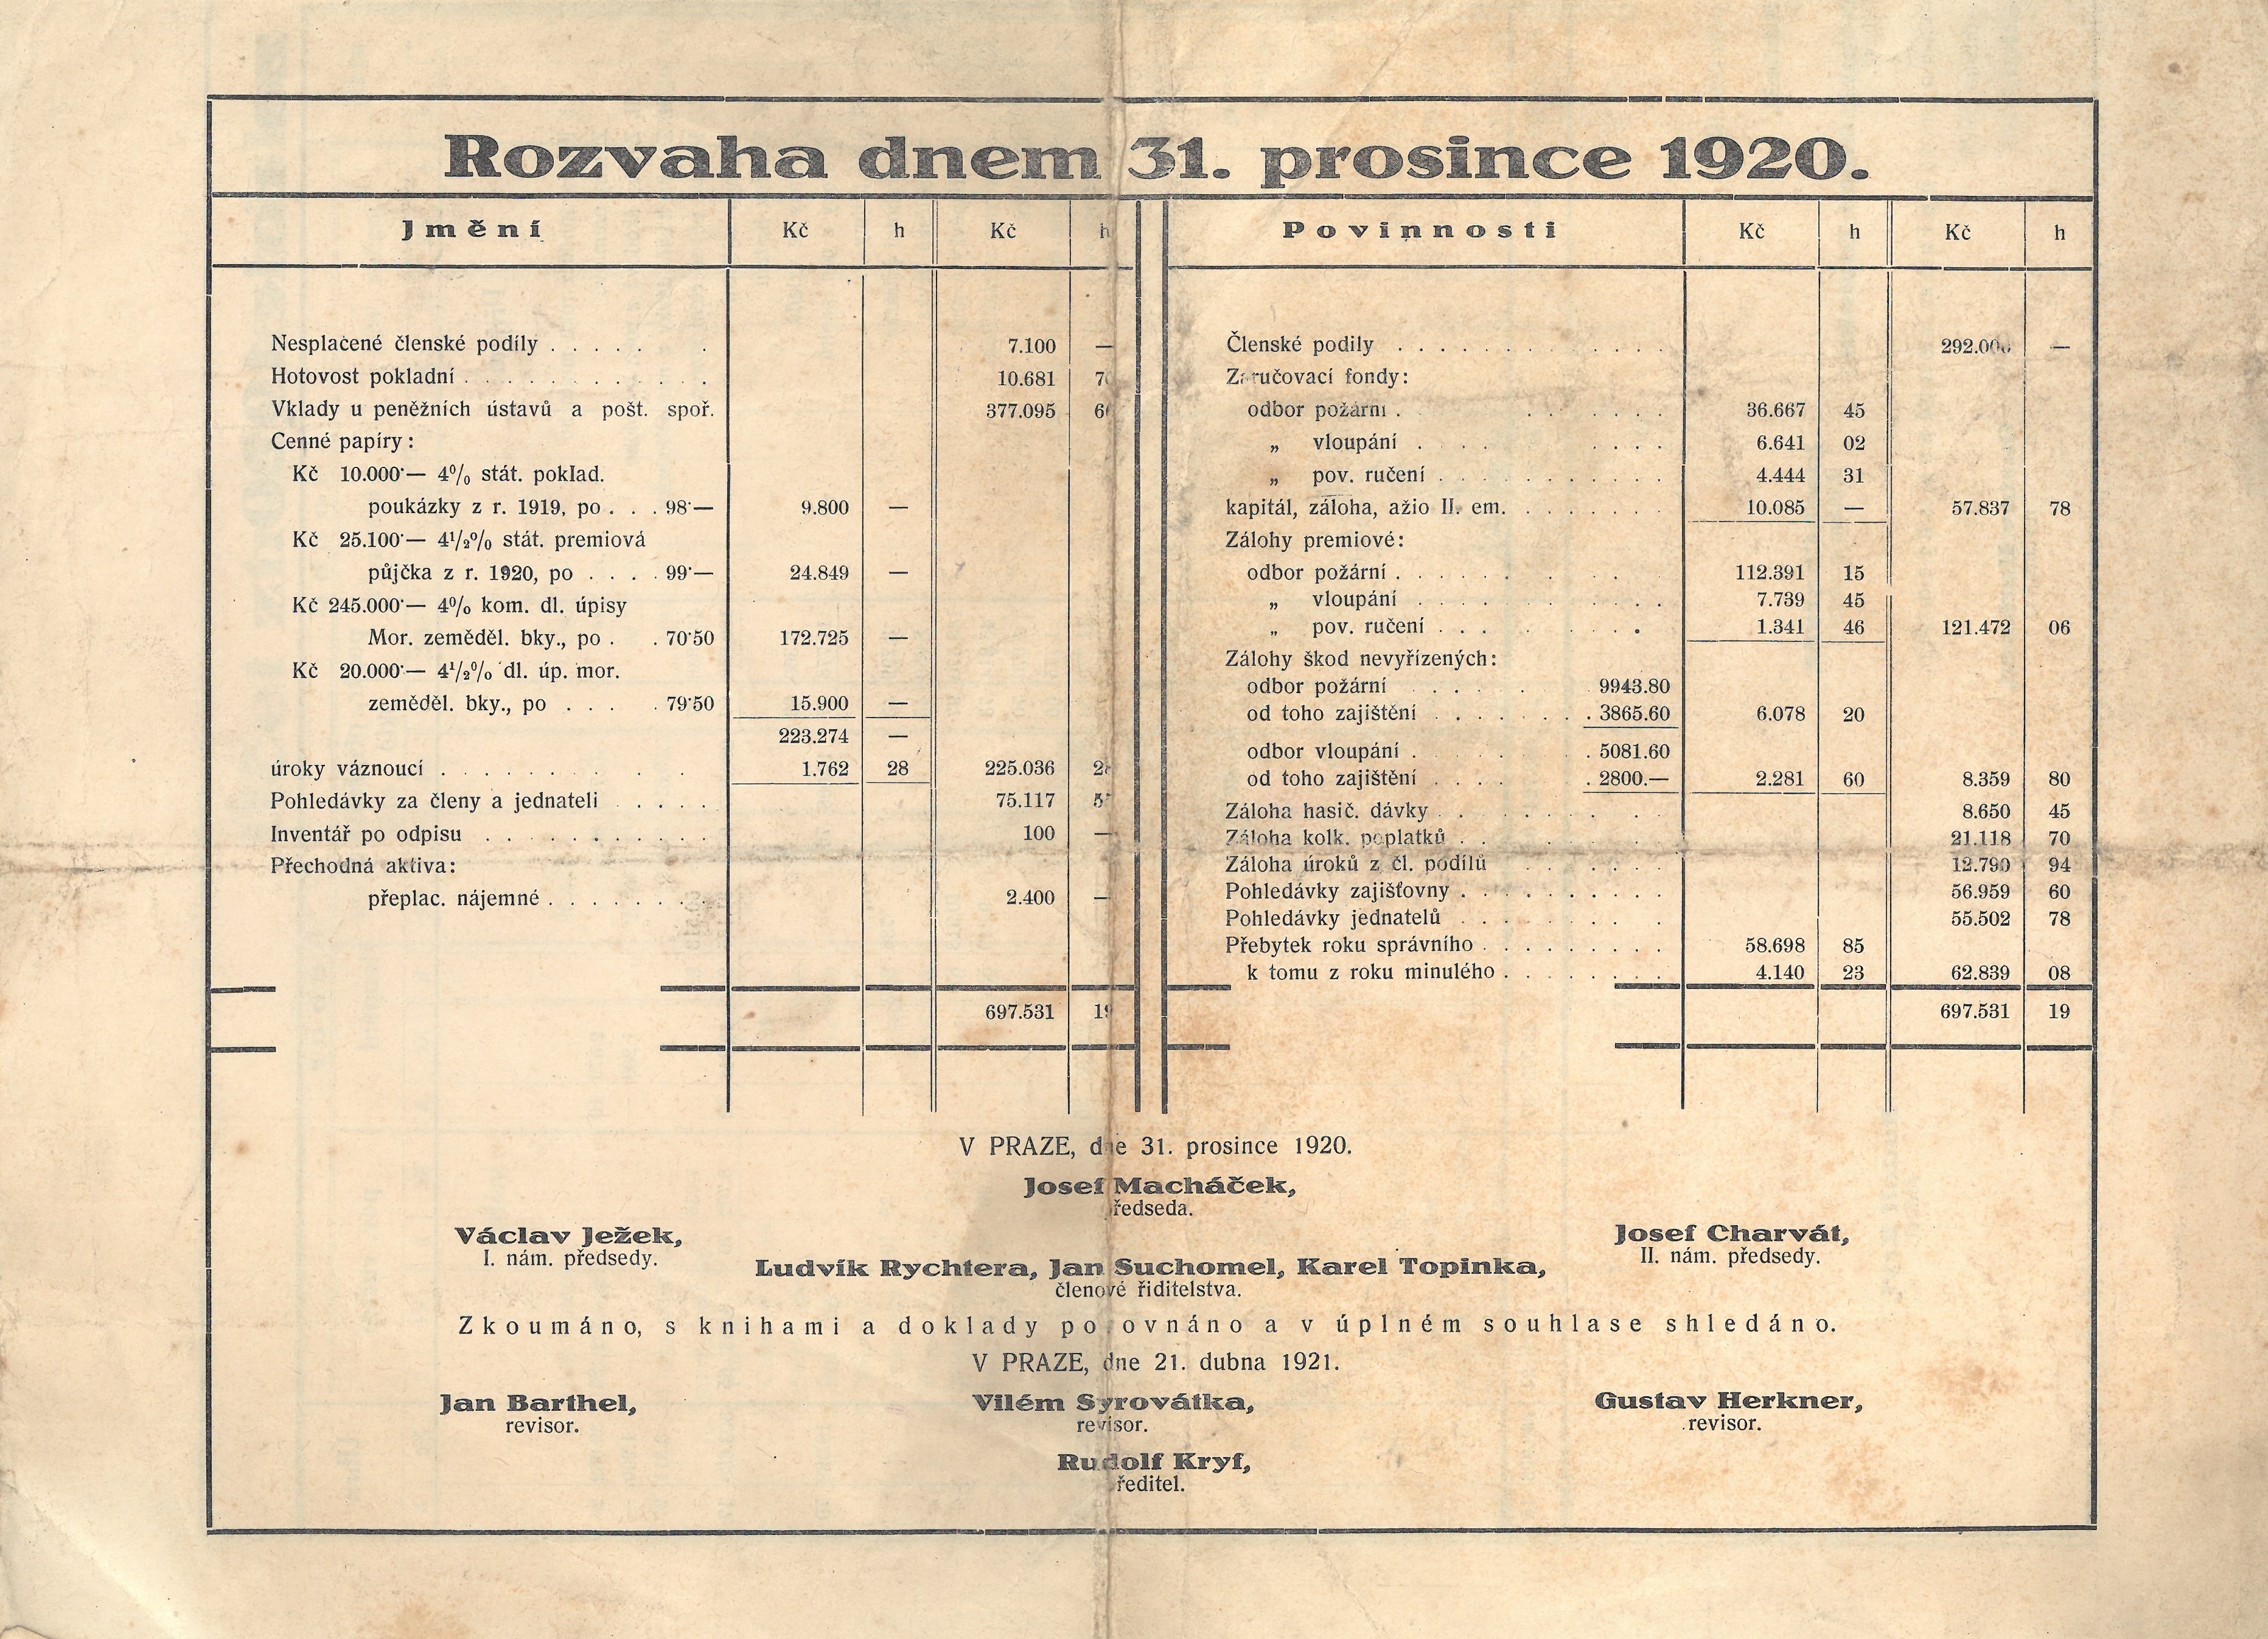 Rozvaha dnem 31. prosince 1920.
Jmění Kč h Kč h
Nesplacené členské podíly . . . . . . 7.100 —
Hotovost pokladní . . . . . . . . . . . 10.681
Vklady u peněžních ústavů a pošt. spoř. 377.095
Cenné papíry:
Kč 10.000·— 4% stát. poklad.
poukázky z r. 1919, po . . . 98·— 9.800 —
Kč 25.100·— 4½% stát. premiová
půjčka z r. 1920, po . . . . 99·— 24.849 —
Kč 245.000·— 4% kom. dl. úpisy
Mor. zeměděl. bky., po . . 70·50 172.725 —
Kč 20.000·— 4½% dl. úp. mor.
zeměděl. bky., po . . . . 79·50 15.900 —
223.274 —
úroky váznoucí . . . . . . . . . 1.762 28 225.036
Pohledávky za členy a jednateli . . . . . 75.117
Inventář po odpisu . . . . . . . . . . . 100 —
Přechodná aktiva:
přeplac. nájemné . . . . . . . . 2.400 —
697.531 19
Povinnosti Kč h Kč h
Členské podily . . . . . . . . . . . . . —
Zaručovací fondy:
odbor požární . . . . . . . 36.667 45
„ vloupání . . . . . . . . 6.641 02
„ pov. ručení . . . . . . . . . . . 4.444 31
kapitál, záloha, ažio II. em. . . . . . . . 10.085 — 57.837 78
Zálohy premiové:
odbor požární . . . . . . . . . 112.391 15
„ vloupání . . . . . . . . . . 7.739 45
„ pov. ručení . . . . . . . . 1.341 46 121.472 06
Zálohy škod nevyřízených:
odbor požární . . . . . 9943.80
od toho zajištění . . . . . . . . 3865.60 6.078 20
odbor vloupání . . . . . . 5081.60
od toho zajištění . . . . . 2800.— 2.281 60 8.359 80
Záloha hasič. dávky . . . . . . . . . 8.650 45
Záloha kolk. poplatků . . . . . . 21.118 70
Záloha úroků z čl. podílů . . . . . . 12.790 94
Pohledávky zajišťovny . . . . . . . . . . 56.959 60
Pohledávky jednatelů . . . . . . . . 55.502 78
Přebytek roku správního . . . . . . . . . 58.698 85
k tomu z roku minulého . . . . . . . . 4.140 23 62.839 08
697.531 19
V PRAZE, dne 31. prosince 1920.
Josef Macháček,
předseda.
Václav Ježek,
I. nám. předsedy.
Josef Charvát,
II. nám. předsedy.
Ludvík Rychtera, Jan Suchomel, Karel Topinka,
členové řiditelstva.
Zkoumáno, s knihami a doklady porovnáno a v úplném souhlase shledáno.
V PRAZE, dne 21. dubna 1921.
Jan Barthel,
revisor.
Vilém Syrovátka,
revisor.
Gustav Herkner,
revisor.
Rudolf Kryf,
ředitel.